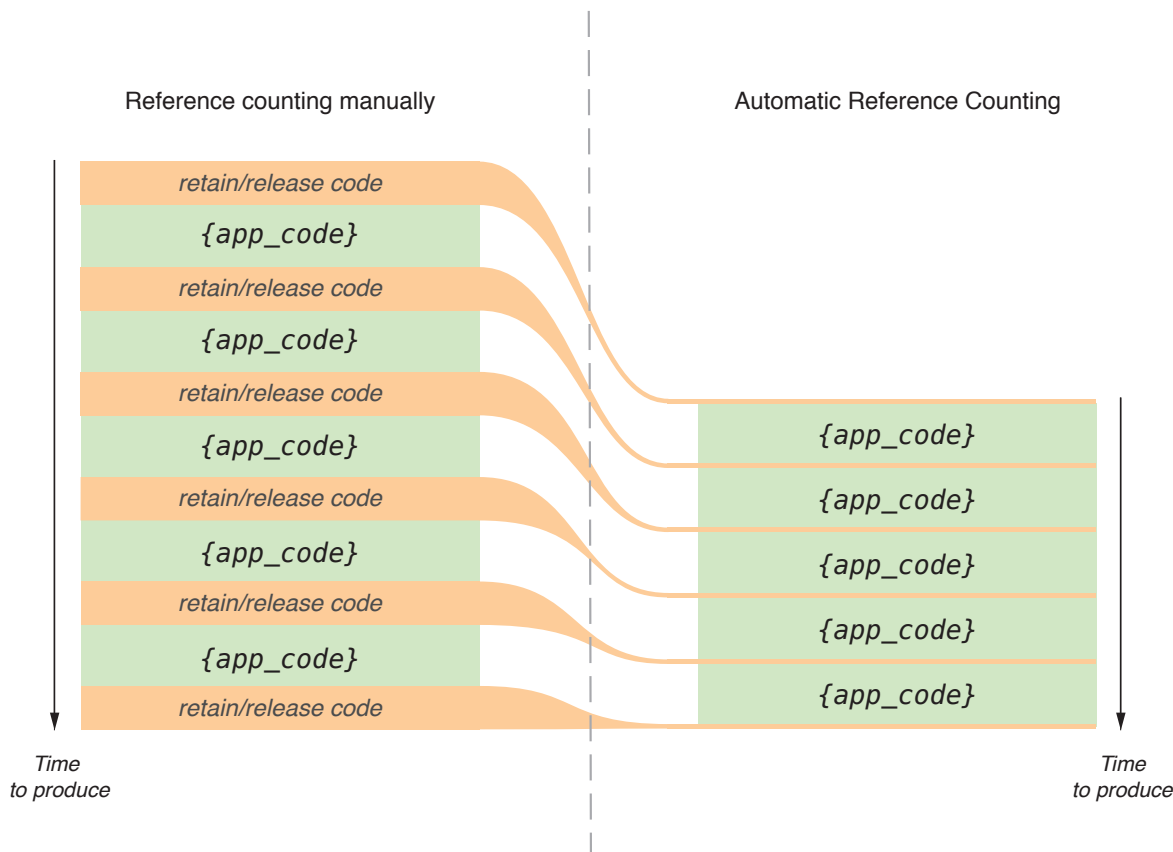 Reference counting manually
Automatic Reference Counting
retain/release code
{app_code}
retain/release code
{app_code}
retain/release code
{app_code}
retain/release code
{app_code}
retain/release code
{app_code}
retain/release code
{app_code}
{app_code}
{app_code}
{app_code}
{app_code}
Time
to produce
Time
to produce